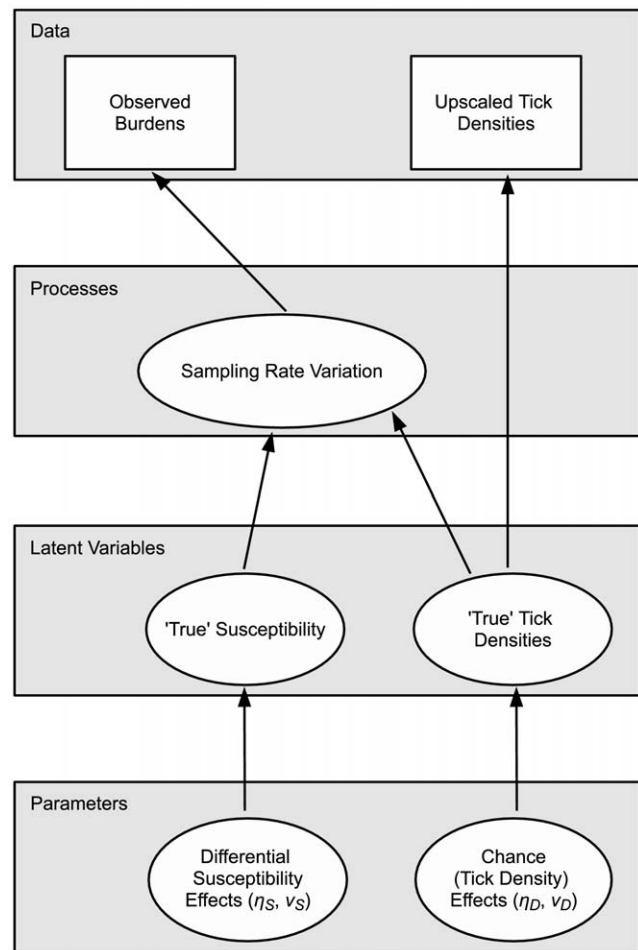 Data
Observed
Burdens
Upscaled Tick
Densities
Processes
Sampling Rate Variation
Latent Variables
'True' Susceptibility
'True' Tick
Densities
Parameters
Differential
Susceptibility
Effects (ηS, νS)
Chance
(Tick Density)
Effects (ηD, νD)